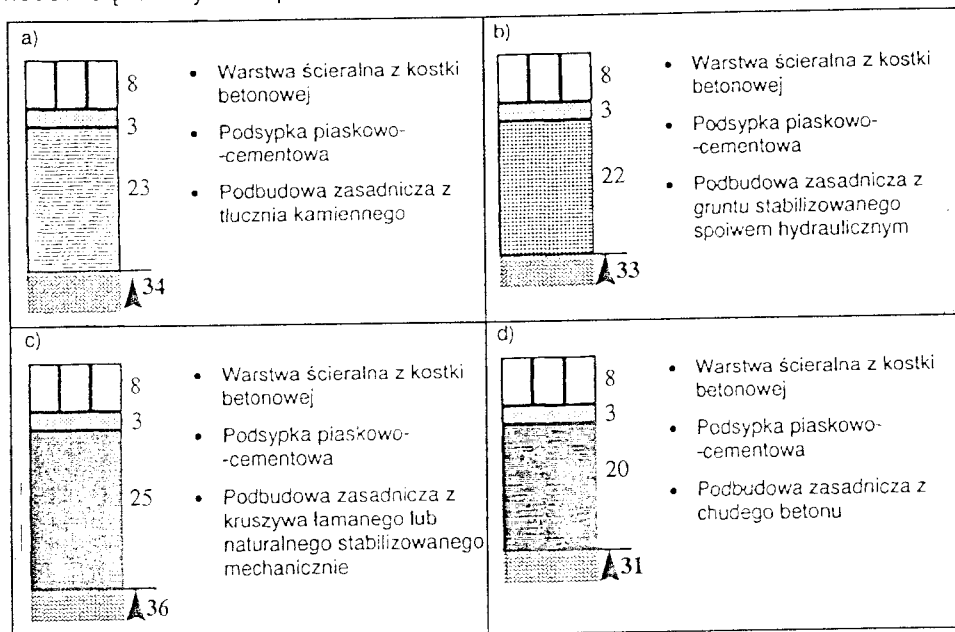 a)
8
3
23
34
• Warstwa ścieralna z kostki
betonowej
• Podsypka piaskowo-
-cementowa
• Podbudowa zasadnicza z
tłucznia kamiennego
b)
8
3
22
33
• Warstwa ścieralna z kostki
betonowej
• Podsypka piaskowo-
-cementowa
• Podbudowa zasadnicza z
gruntu stabilizowanego
spoiwem hydraulicznym
c)
8
3
25
36
• Warstwa ścieralna z kostki
betonowej
• Podsypka piaskowo-
-cementowa
• Podbudowa zasadnicza z
kruszywa łamanego lub
naturalnego stabilizowanego
mechanicznie
d)
8
3
20
31
• Warstwa ścieralna z kostki
betonowej
• Podsypka piaskowo-
-cementowa
• Podbudowa zasadnicza z
chudego betonu